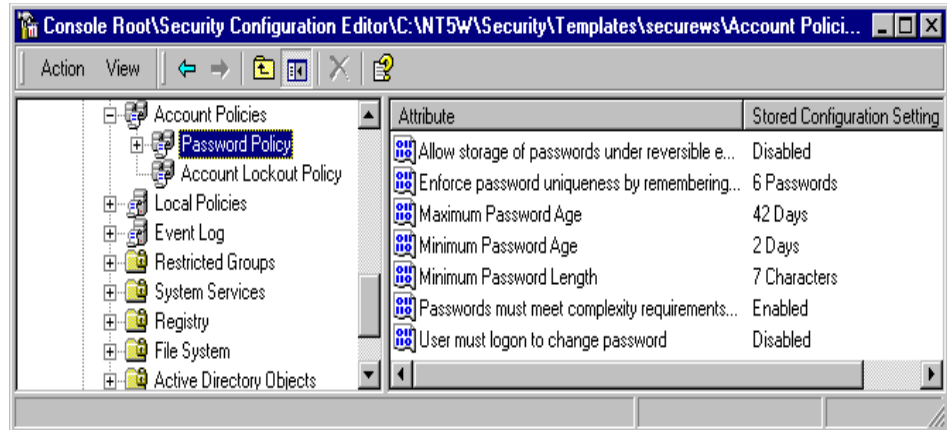 Console Root\Security Configuration Editor\C:\NT5W\Security\Templates\securews\Account Polici...
Action View
Account Policies
Password Policy
Account Lockout Policy
Local Policies
Event Log
Restricted Groups
System Services
Registry
File System
Active Directory Objects
Attribute Stored Configuration Setting
Allow storage of passwords under reversible e... Disabled
Enforce password uniqueness by remembering... 6 Passwords
Maximum Password Age 42 Days
Minimum Password Age 2 Days
Minimum Password Length 7 Characters
Passwords must meet complexity requirements... Enabled
User must logon to change password Disabled